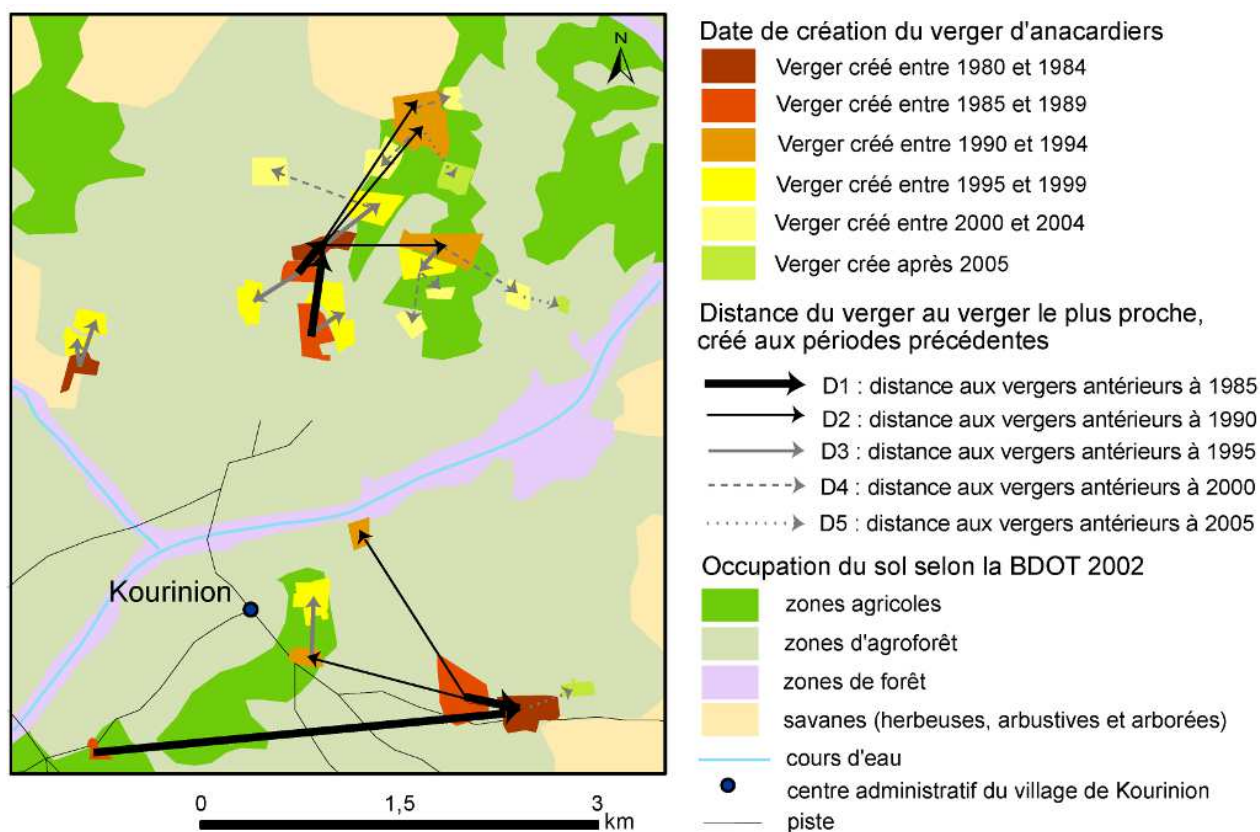 N
Kourinion
0
1,5
3
km
Date de création du verger d'anacardiers
Verger créé entre 1980 et 1984
Verger créé entre 1985 et 1989
Verger créé entre 1990 et 1994
Verger créé entre 1995 et 1999
Verger créé entre 2000 et 2004
Verger crée après 2005
Distance du verger au verger le plus proche,
créé aux périodes précédentes
D1 : distance aux vergers antérieurs à 1985
D2 : distance aux vergers antérieurs à 1990
D3 : distance aux vergers antérieurs à 1995
D4 : distance aux vergers antérieurs à 2000
D5 : distance aux vergers antérieurs à 2005
Occupation du sol selon la BDOT 2002
zones agricoles
zones d'agroforêt
zones de forêt
savanes (herbeuses, arbustives et arborées)
cours d'eau
centre administratif du village de Kourinion
piste